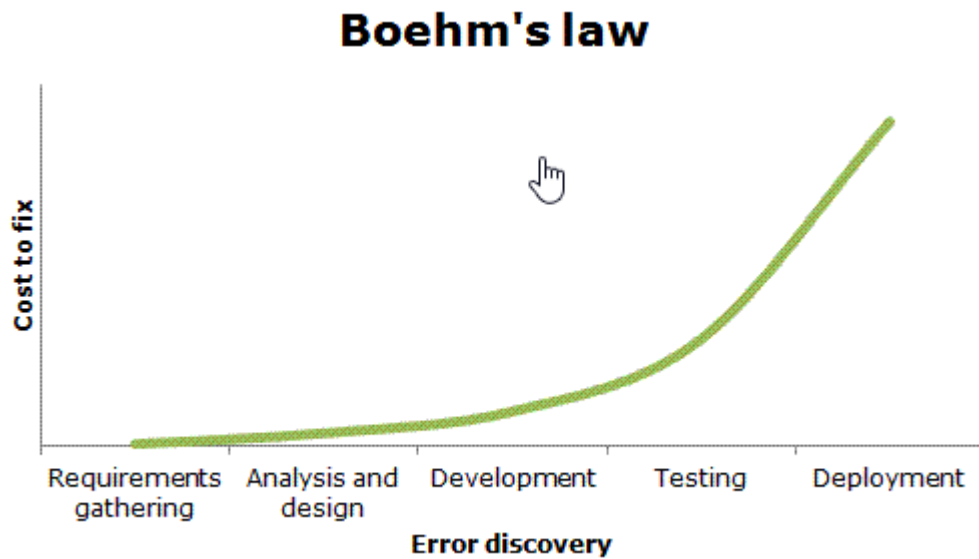 Boehm's law
Cost to fix
Requirements gathering
Analysis and design
Development
Testing
Deployment
Error discovery